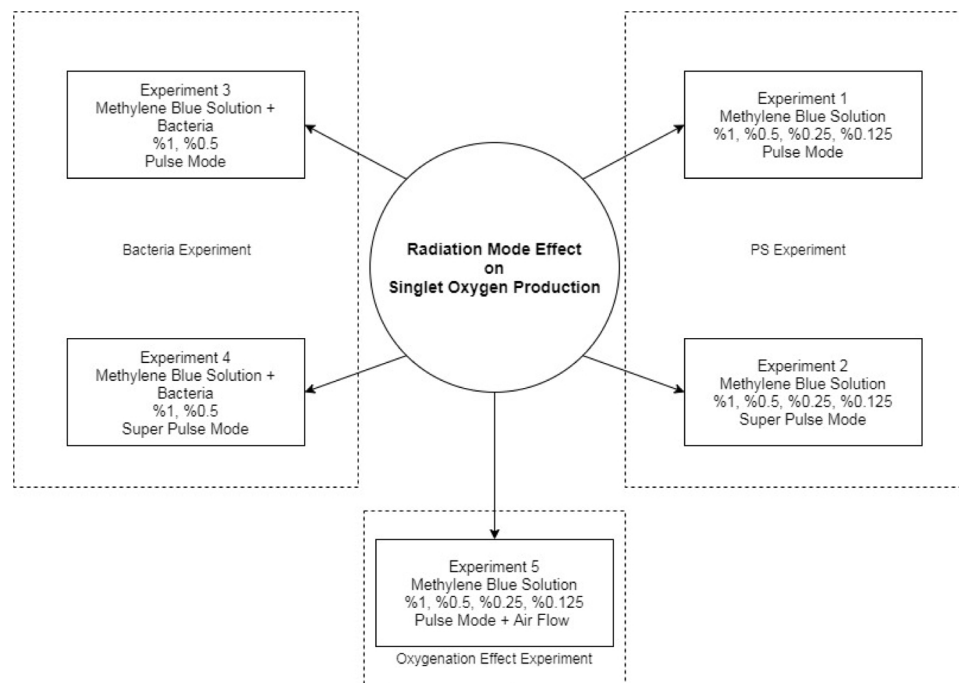 Experiment 3
Methylene Blue Solution +
Bacteria
%1, %0.5
Pulse Mode
Experiment 1
Methylene Blue Solution
%1, %0.5, %0.25, %0.125
Pulse Mode
Bacteria Experiment
Radiation Mode Effect
on
Singlet Oxygen Production
PS Experiment
Experiment 4
Methylene Blue Solution +
Bacteria
%1, %0.5
Super Pulse Mode
Experiment 2
Methylene Blue Solution
%1, %0.5, %0.25, %0.125
Super Pulse Mode
Experiment 5
Methylene Blue Solution
%1, %0.5, %0.25, %0.125
Pulse Mode + Air Flow
Oxygenation Effect Experiment